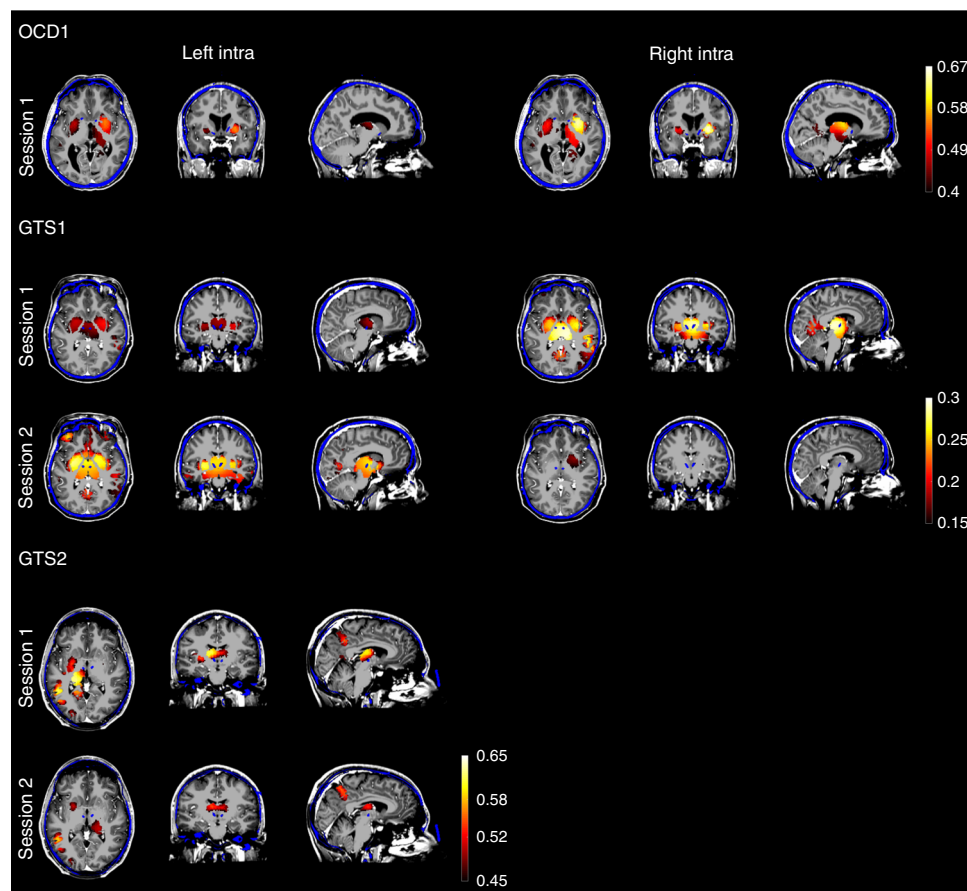 OCD1
Left intra
Right intra
Session 1
0.67
0.58
0.49
0.4
GTS1
Session 1
Session 2
0.3
0.25
0.2
0.15
GTS2
Session 1
Session 2
0.65
0.58
0.52
0.45